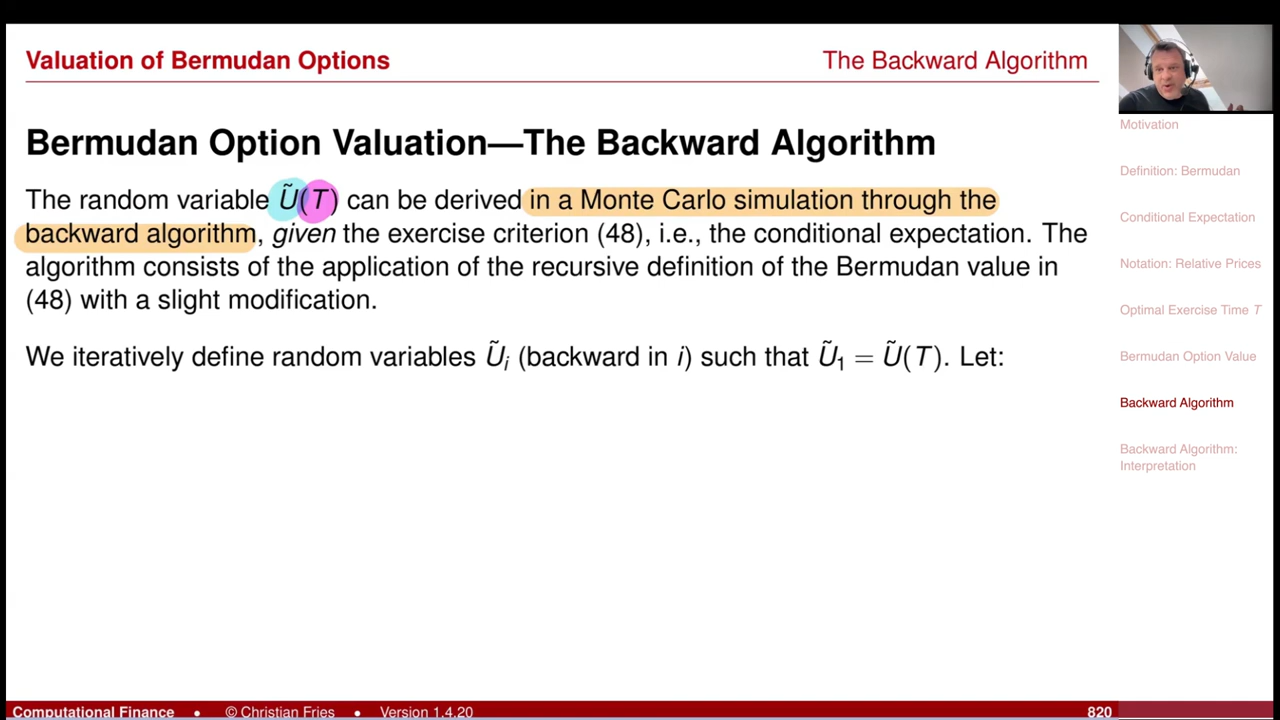 Valuation of Bermudan Options
The Backward Algorithm
Bermudan Option Valuation—The Backward Algorithm
The random variable Ũ(T) can be derived in a Monte Carlo simulation through the
backward algorithm, given the exercise criterion (48), i.e., the conditional expectation. The
algorithm consists of the application of the recursive definition of the Bermudan value in
(48) with a slight modification.
We iteratively define random variables Ũᵢ (backward in i) such that Ũ₁ = Ũ(T). Let:
Motivation
Definition: Bermudan
Conditional Expectation
Notation: Relative Prices
Optimal Exercise Time T
Bermudan Option Value
Backward Algorithm
Backward Algorithm:
Interpretation
Computational Finance • © Christian Fries • Version 1.4.20
820